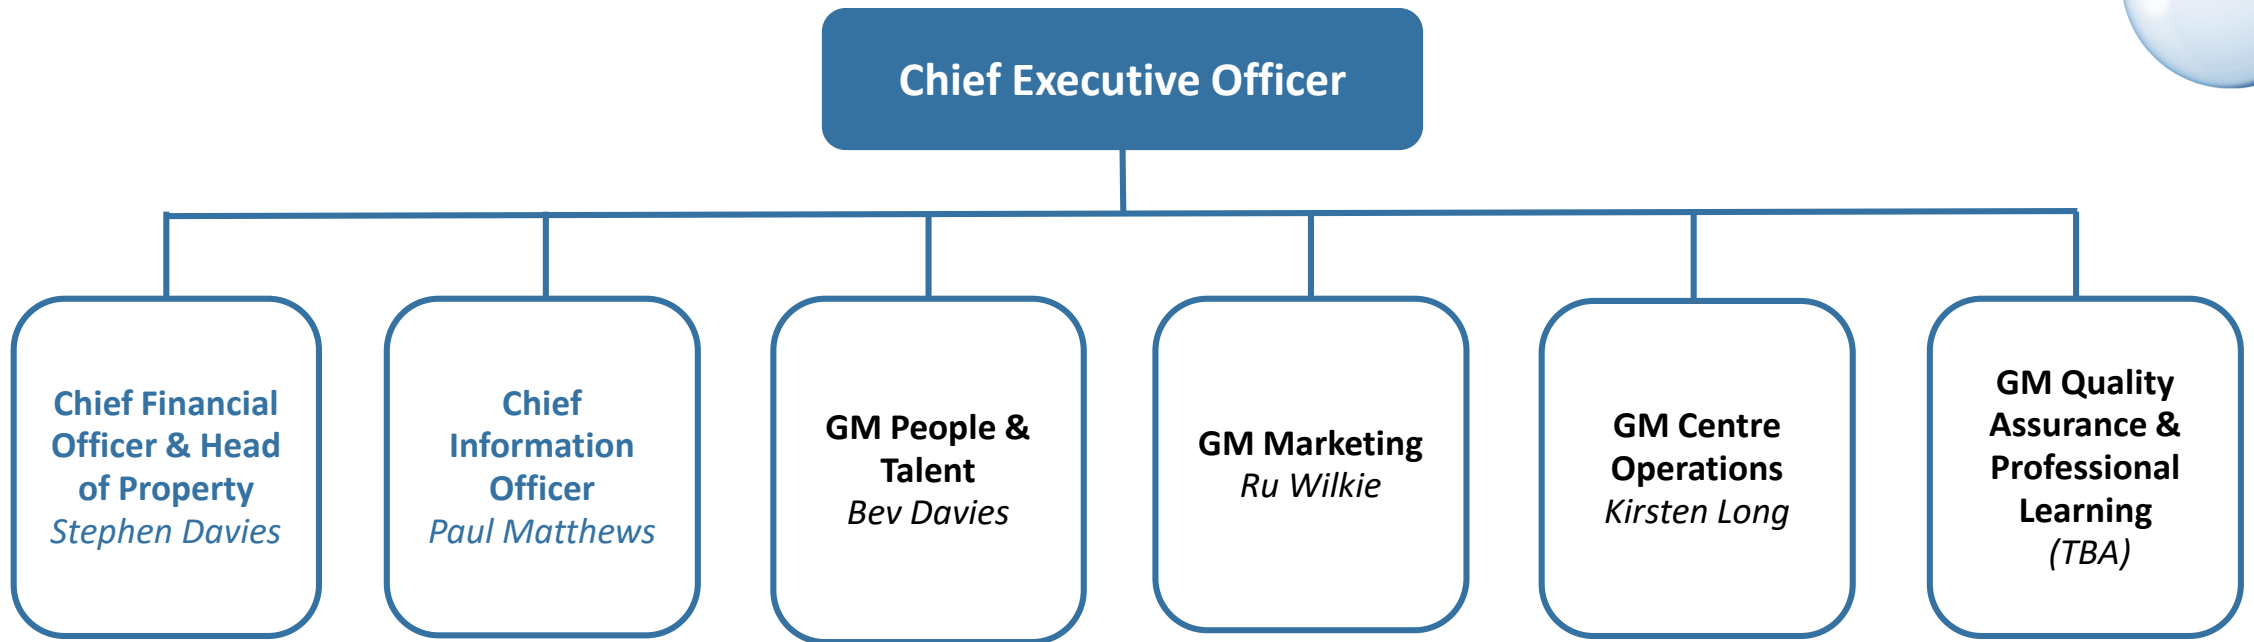 Chief Executive Officer
Chief Financial
Officer & Head
of Property
Stephen Davies
Chief
Information
Officer
Paul Matthews
GM People &
Talent
Bev Davies
GM Marketing
Ru Wilkie
GM Centre
Operations
Kirsten Long
GM Quality
Assurance &
Professional
Learning
(TBA)